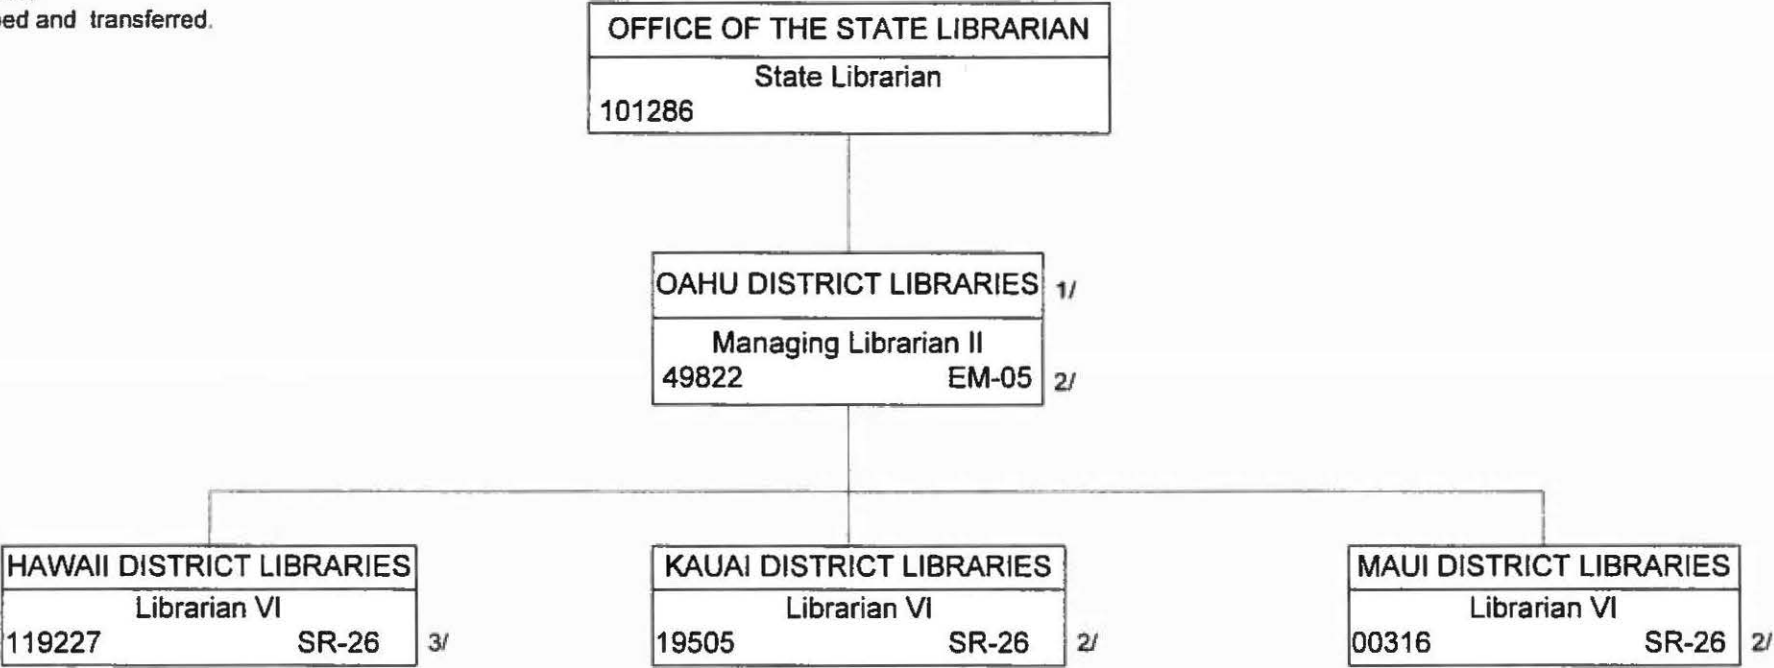 and transferred.
OFFICE OF THE STATE LIBRARIAN
State Librarian
101286
OAHU DISTRICT LIBRARIES 1/
Managing Librarian II
49822 EM-05 2/
HAWAII DISTRICT LIBRARIES
Librarian VI
119227 SR-26 3/
KAUAI DISTRICT LIBRARIES
Librarian VI
19505 SR-26 2/
MAUI DISTRICT LIBRARIES
Librarian VI
00316 SR-26 2/